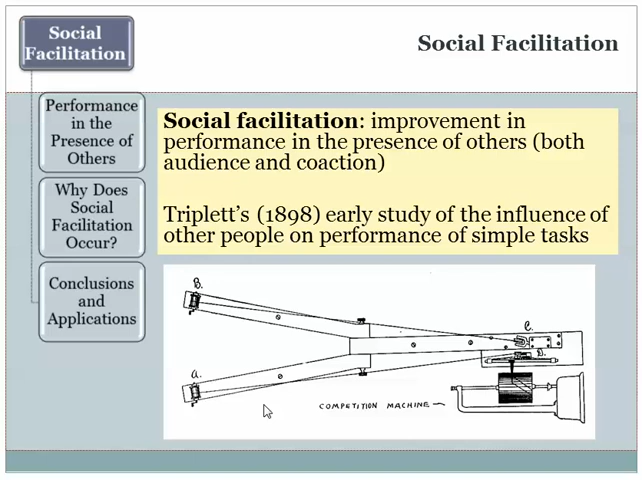 Social
Facilitation
Social Facilitation
Performance
in the
Presence of
Others
Why Does
Social
Facilitation
Occur?
Conclusions
and
Applications
Social facilitation: improvement in
performance in the presence of others (both
audience and coaction)
Triplett's (1898) early study of the influence of
other people on performance of simple tasks
B.
C.
D.
a.
COMPETITION MACHINE